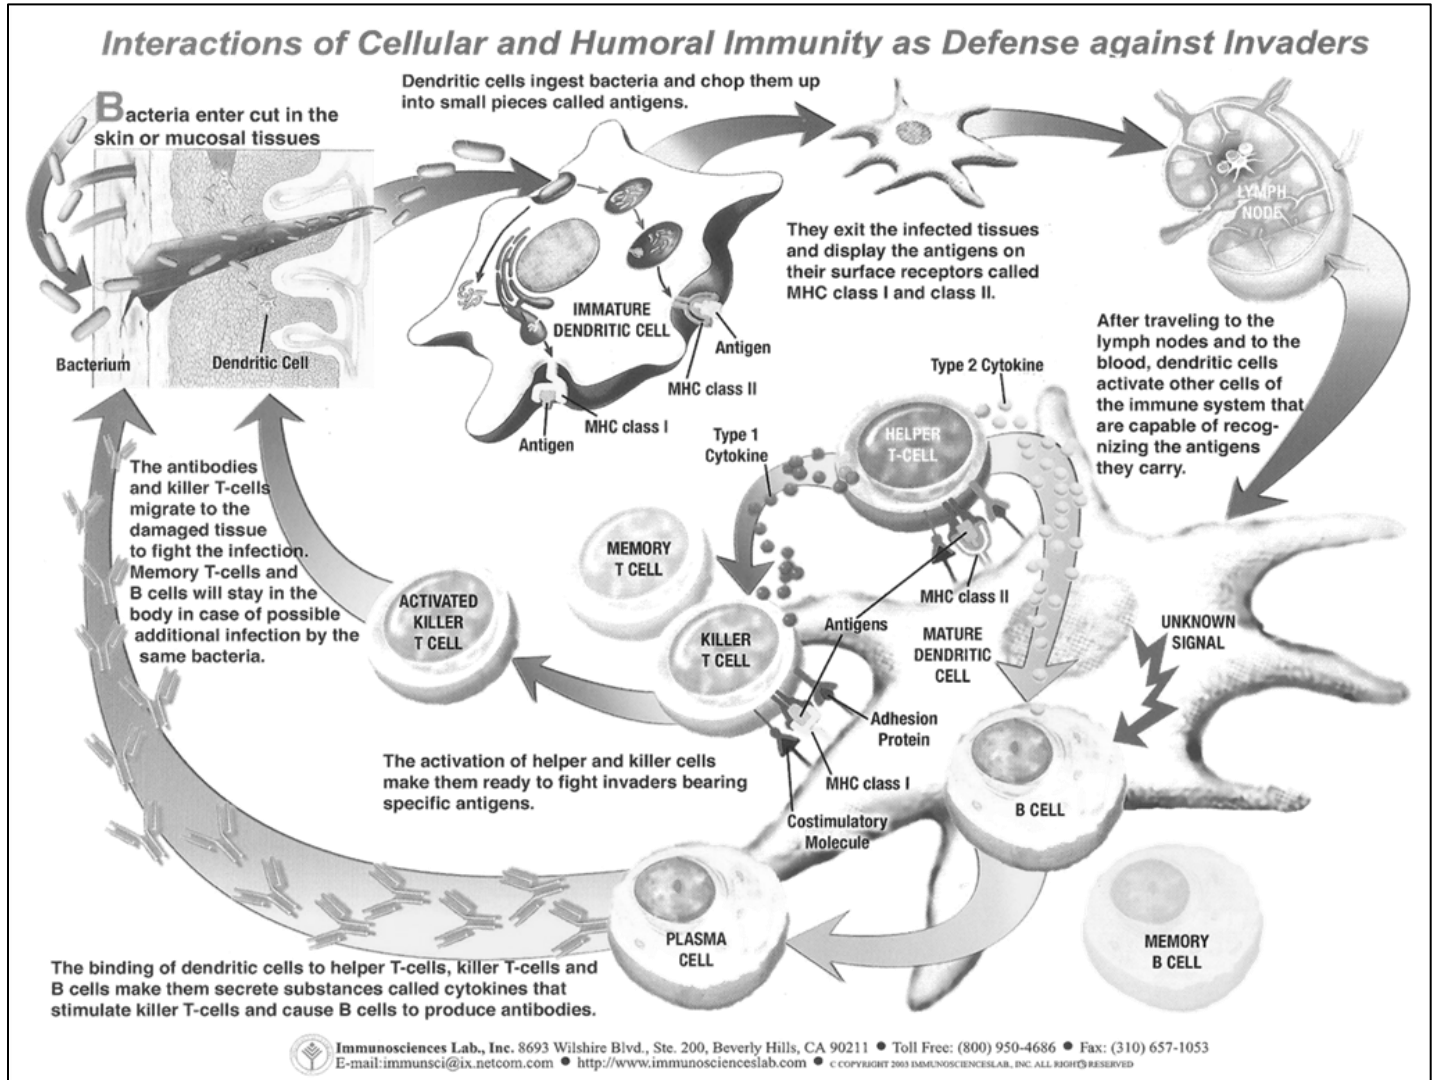 Interactions of Cellular and Humoral Immunity as Defense against Invaders
Bacteria enter cut in the
skin or mucosal tissues
Dendritic cells ingest bacteria and chop them up
into small pieces called antigens.
LYMPH
NODE
They exit the infected tissues
and display the antigens on
their surface receptors called
MHC class I and class II.
IMMATURE
DENDRITIC CELL
Antigen
MHC class II
MHC class I
Antigen
Bacterium
Dendritic Cell
After traveling to the
lymph nodes and to the
blood, dendritic cells
activate other cells of
the immune system that
are capable of recog-
nizing the antigens
they carry.
Type 2 Cytokine
HELPER
T-CELL
Type 1
Cytokine
The antibodies
and killer T-cells
migrate to the
damaged tissue
to fight the infection.
Memory T-cells and
B cells will stay in the
body in case of possible
additional infection by the
same bacteria.
MEMORY
T CELL
ACTIVATED
KILLER
T CELL
KILLER
T CELL
MHC class II
Antigens
MATURE
DENDRITIC
CELL
UNKNOWN
SIGNAL
Adhesion
Protein
MHC class I
Costimulatory
Molecule
The activation of helper and killer cells
make them ready to fight invaders bearing
specific antigens.
B CELL
PLASMA
CELL
MEMORY
B CELL
The binding of dendritic cells to helper T-cells, killer T-cells and
B cells make them secrete substances called cytokines that
stimulate killer T-cells and cause B cells to produce antibodies.
Immunosciences Lab., Inc. 8693 Wilshire Blvd., Ste. 200, Beverly Hills, CA 90211 ● Toll Free: (800) 950-4686 ● Fax: (310) 657-1053
E-mail:immunsci@ix.netcom.com ● http://www.immunoscienceslab.com ● © COPYRIGHT 2003 IMMUNOSCIENCESLAB., INC. ALL RIGHTS RESERVED